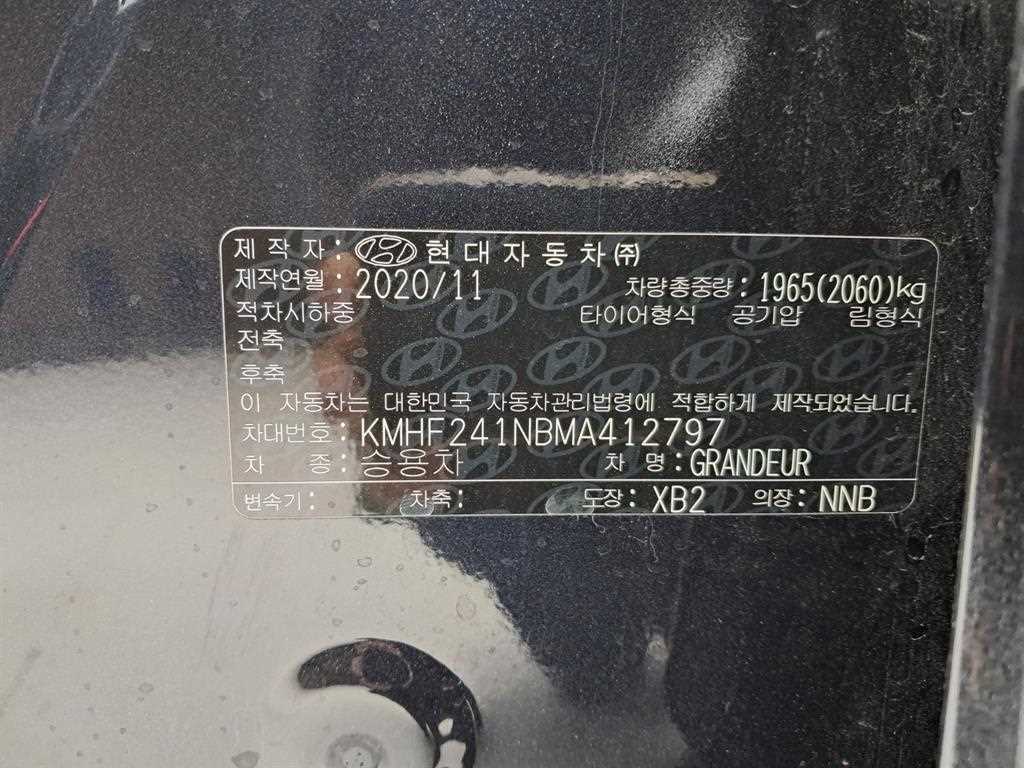 제 작 자 : 현대자동차㈜
제작연월 : 2020/11 차량총중량 : 1965(2060)kg
적차시하중 타이어형식 공기압 림형식
전축
후축
이 자동차는 대한민국 자동차관리법령에 적합하게 제작되었습니다.
차대번호 : KMHF241NBMA412797
차 종 : 승용차 차 명 : GRANDEUR
변속기 : 차축 : 도장 : XB2 의장 : NNB